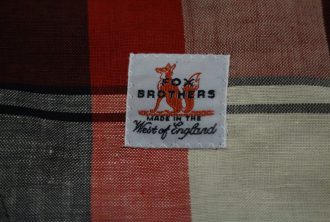 FOX
BROTHERS
MADE IN THE
West of England